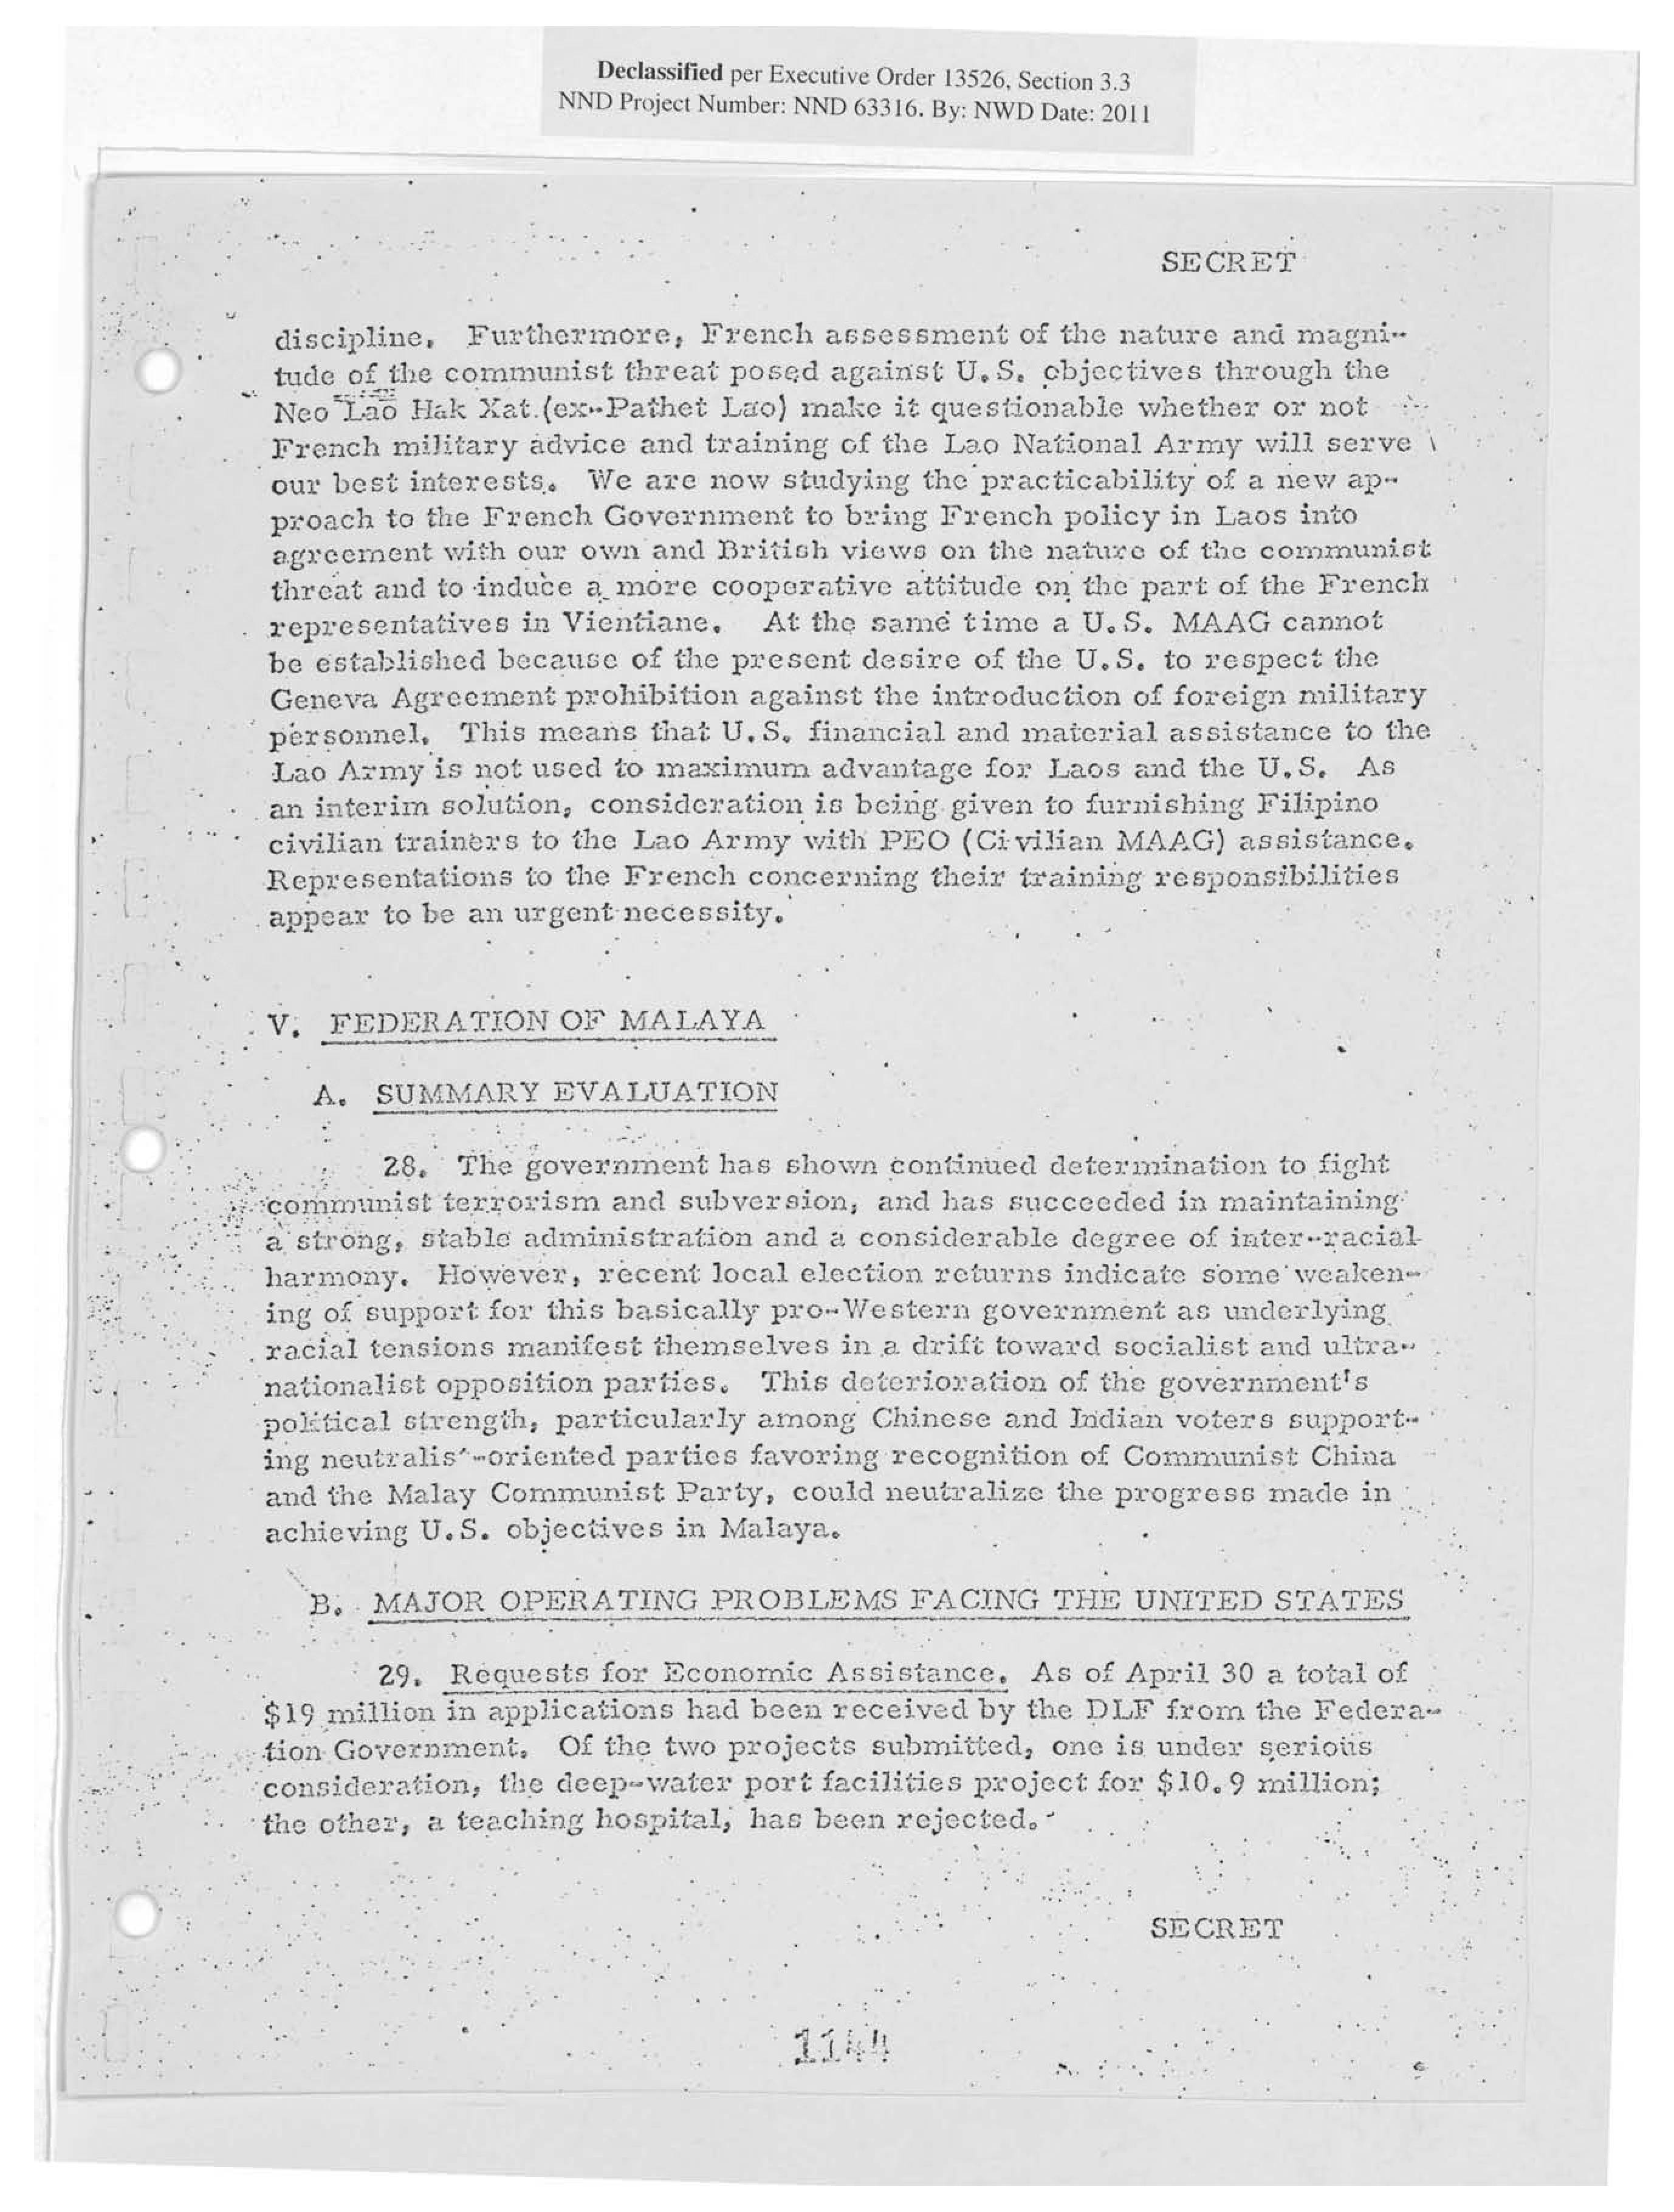 Declassified per Executive Order 13526, Section 3.3
NND Project Number: NND 63316. By: NWD Date: 2011
SECRET
discipline. Furthermore, French assessment of the nature and magni-
tude of the communist threat posed against U.S. objectives through the
Neo Lao Hak Xat (ex-Pathet Lao) make it questionable whether or not
French military advice and training of the Lao National Army will serve
our best interests. We are now studying the practicability of a new ap-
proach to the French Government to bring French policy in Laos into
agreement with our own and British views on the nature of the communist
threat and to induce a more cooperative attitude on the part of the French
representatives in Vientiane. At the same time a U.S. MAAG cannot
be established because of the present desire of the U.S. to respect the
Geneva Agreement prohibition against the introduction of foreign military
personnel. This means that U.S. financial and material assistance to the
Lao Army is not used to maximum advantage for Laos and the U.S. As
an interim solution, consideration is being given to furnishing Filipino
civilian trainers to the Lao Army with PEO (Civilian MAAG) assistance.
Representations to the French concerning their training responsibilities
appear to be an urgent necessity.
V. FEDERATION OF MALAYA
A. SUMMARY EVALUATION
28. The government has shown continued determination to fight
communist terrorism and subversion, and has succeeded in maintaining
a strong, stable administration and a considerable degree of inter-racial
harmony. However, recent local election returns indicate some weaken-
ing of support for this basically pro-Western government as underlying
racial tensions manifest themselves in a drift toward socialist and ultra-
nationalist opposition parties. This deterioration of the government's
political strength, particularly among Chinese and Indian voters support-
ing neutralist-oriented parties favoring recognition of Communist China
and the Malay Communist Party, could neutralize the progress made in
achieving U.S. objectives in Malaya.
B. MAJOR OPERATING PROBLEMS FACING THE UNITED STATES
29. Requests for Economic Assistance. As of April 30 a total of
$19 million in applications had been received by the DLF from the Federa-
tion Government. Of the two projects submitted, one is under serious
consideration, the deep-water port facilities project for $10.9 million;
the other, a teaching hospital, has been rejected.
SECRET
1144